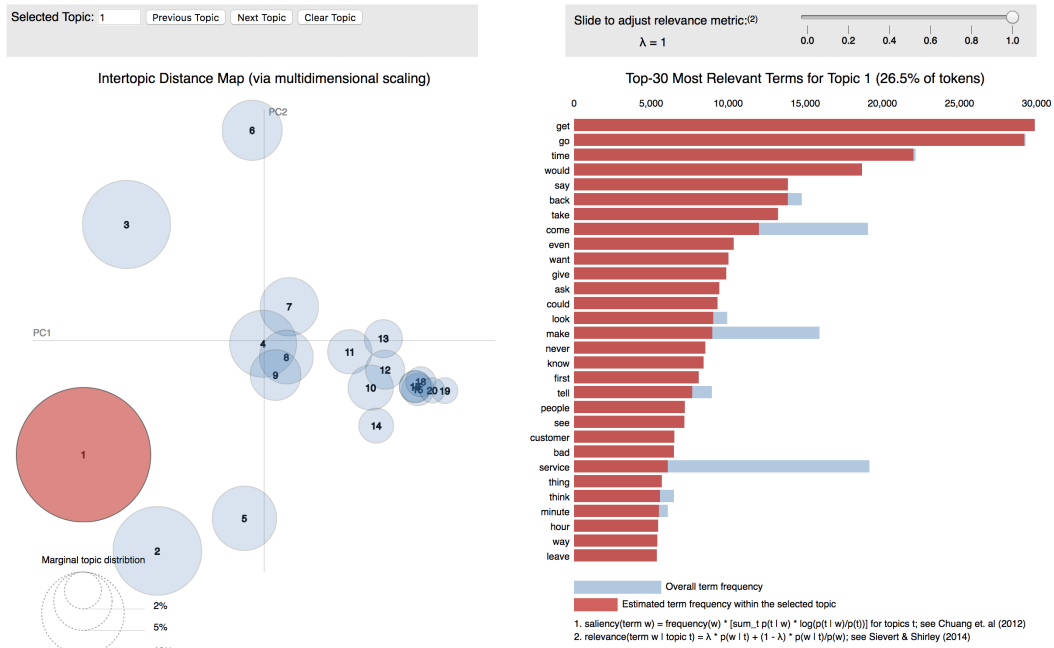 Selected Topic: 1 Previous Topic Next Topic Clear Topic
Slide to adjust relevance metric:(2)
λ = 1
0.0 0.2 0.4 0.6 0.8 1.0
Intertopic Distance Map (via multidimensional scaling)
PC2
PC1
6
3
7
4
13
11
8
12
9
18
10
20
19
14
1
5
2
Marginal topic distribtion
2%
5%
Top-30 Most Relevant Terms for Topic 1 (26.5% of tokens)
0 5,000 10,000 15,000 20,000 25,000 30,000
get
go
time
would
say
back
take
come
even
want
give
ask
could
look
make
never
know
first
tell
people
see
customer
bad
service
thing
think
minute
hour
way
leave
Overall term frequency
Estimated term frequency within the selected topic
1. saliency(term w) = frequency(w) * [sum_t p(t | w) * log(p(t | w)/p(t))] for topics t; see Chuang et. al (2012)
2. relevance(term w | topic t) = λ * p(w | t) + (1 - λ) * p(w | t)/p(w); see Sievert & Shirley (2014)